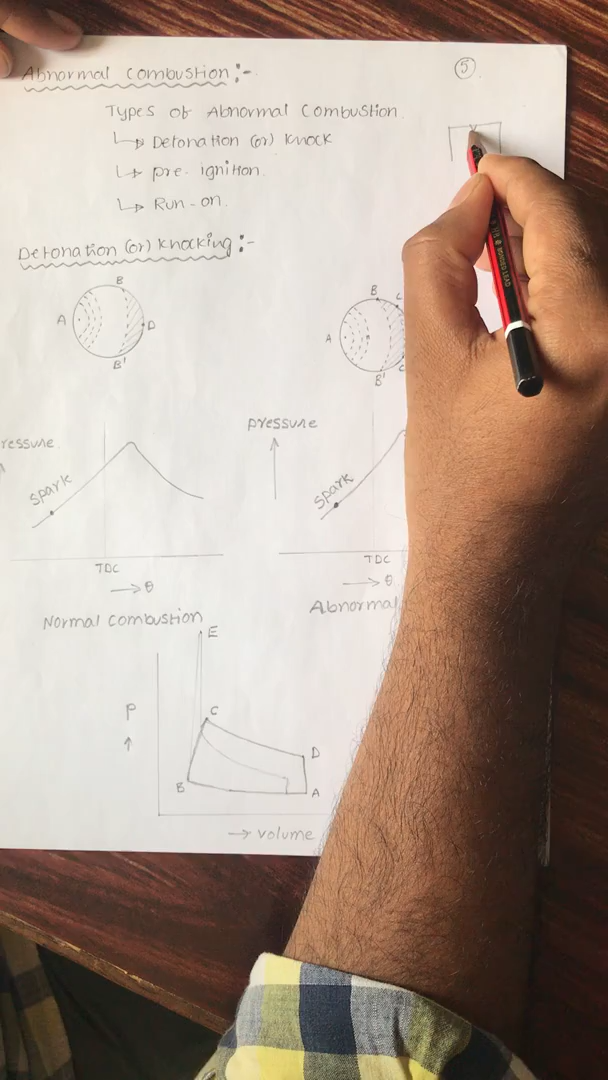 Abnormal Combustion:-
5
Types of Abnormal Combustion.
Detonation (or) Knock
pre-ignition.
Run-on.
Detonation (or) Knocking:-
B
A
D
B'
B
C
A
B'
C
ressure
spark
TDC
θ
Normal Combustion
pressure
spark
TDC
θ
Abnormal
E
P
C
D
B
A
volume